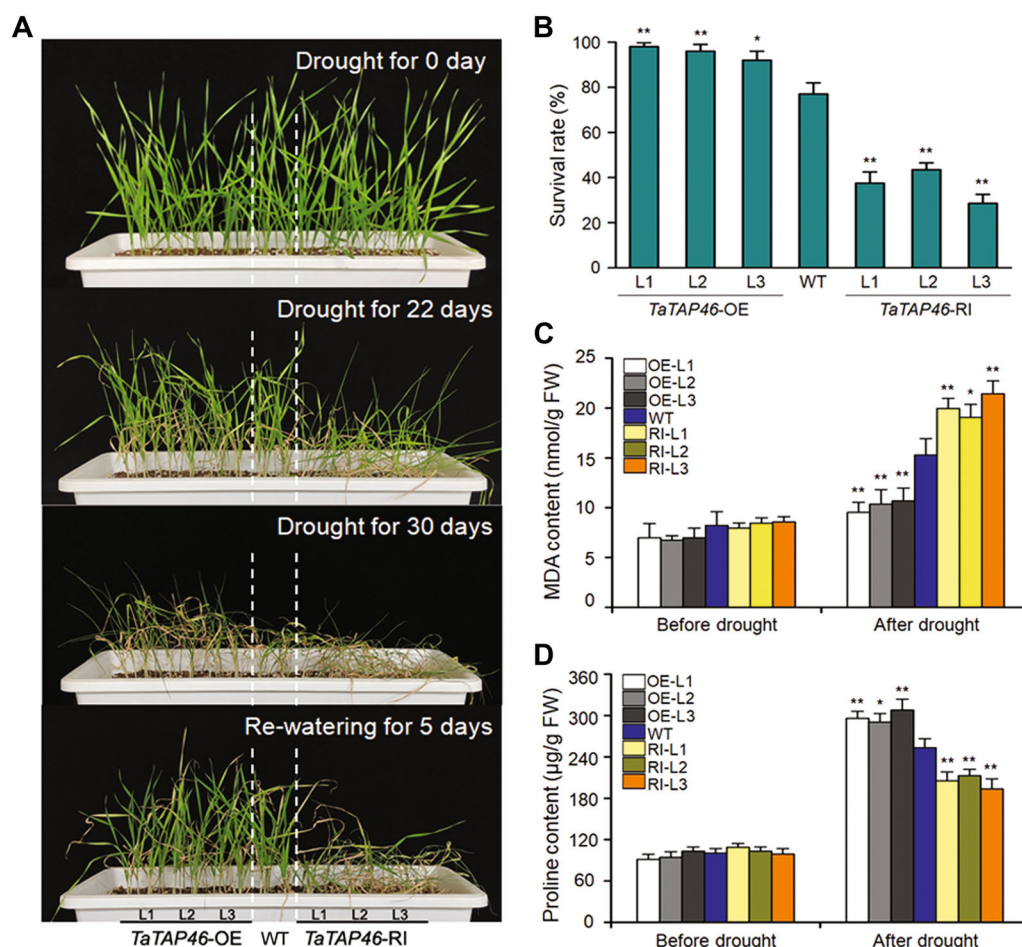 A
Drought for 0 day
Drought for 22 days
Drought for 30 days
Re-watering for 5 days
L1 L2 L3 L1 L2 L3
TaTAP46-OE WT TaTAP46-RI
B
Survival rate (%)
100
80
60
40
20
0
** ** * ** ** **
L1 L2 L3 WT L1 L2 L3
TaTAP46-OE TaTAP46-RI
C
MDA content (nmol/g FW)
25
20
15
10
5
0
OE-L1
OE-L2
OE-L3
WT
RI-L1
RI-L2
RI-L3
** ** ** ** * **
Before drought After drought
D
Proline content (µg/g FW)
360
300
240
180
120
60
00
OE-L1
OE-L2
OE-L3
WT
RI-L1
RI-L2
RI-L3
** * ** ** ** **
Before drought After drought